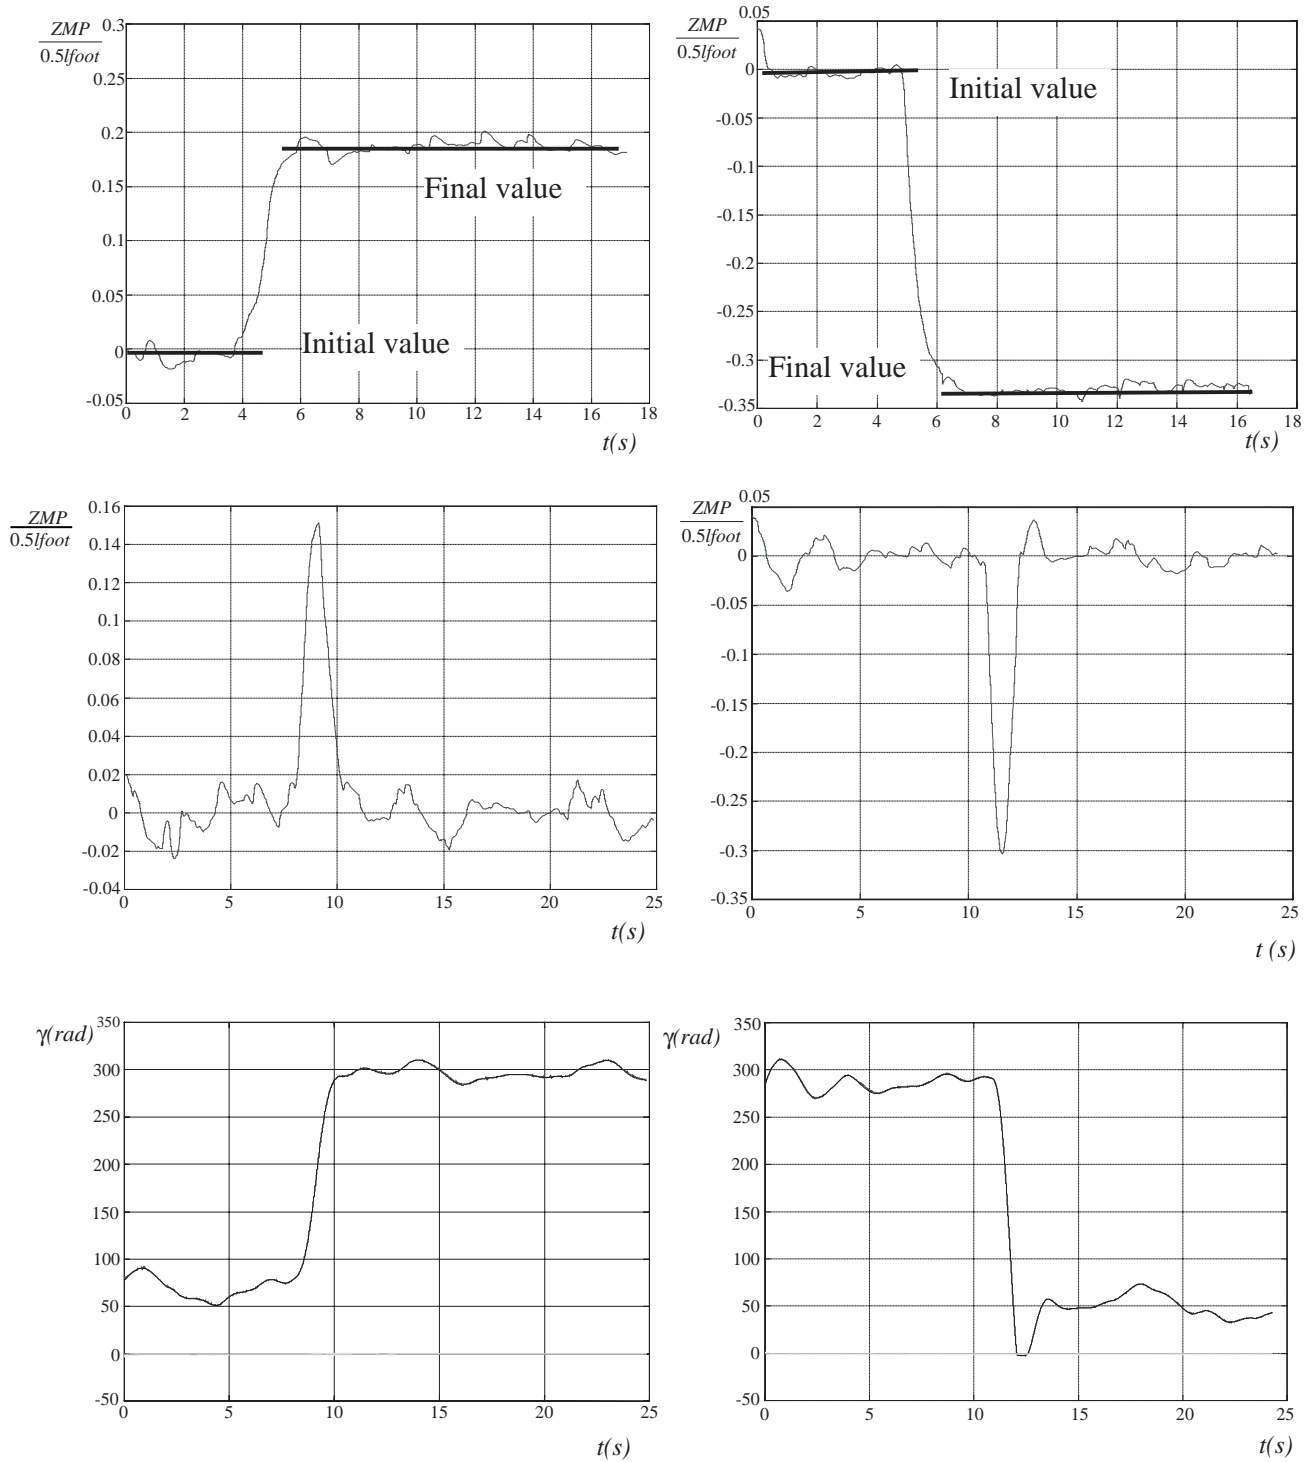 ZMP
0.5lfoot
0.3
0.25
0.2
0.15
0.1
0.05
0
-0.05
0 2 4 6 8 10 12 14 16 18
t(s)
Final value
Initial value
ZMP
0.5lfoot
0.05
0
-0.05
-0.1
-0.15
-0.2
-0.25
-0.3
-0.35
0 2 4 6 8 10 12 14 16 18
t(s)
Initial value
Final value
ZMP
0.5lfoot
0.16
0.14
0.12
0.1
0.08
0.06
0.04
0.02
0
-0.02
-0.04
0 5 10 15 20 25
t(s)
ZMP
0.5lfoot
0.05
0
-0.05
-0.1
-0.15
-0.2
-0.25
-0.3
-0.35
0 5 10 15 20 25
t (s)
γ(rad)
350
300
250
200
150
100
50
0
-50
0 5 10 15 20 25
t(s)
γ(rad)
350
300
250
200
150
100
50
0
-50
0 5 10 15 20 25
t(s)